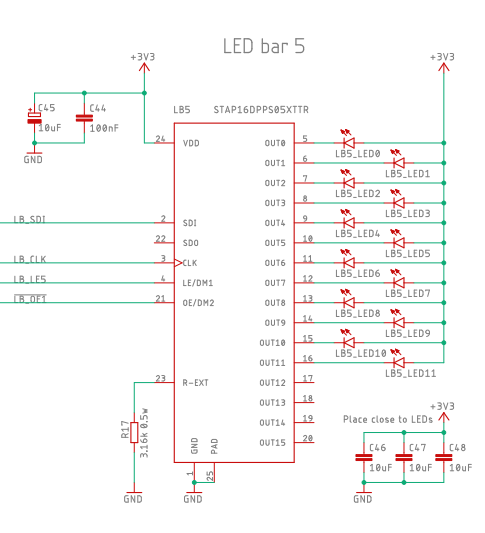 LED bar 5
+3V3
+3V3
C45
10uF
C44
100nF
GND
LB5
STAP16DPPS05XTTR
24
VDD
LB_SDI
2
SDI
22
SDO
LB_CLK
3
CLK
LB_LE5
4
LE/DM1
LB_OE1
21
OE/DM2
23
R-EXT
R17
3.16k 0.5w
GND
GND
1
PAD
25
GND
OUT0
5
LB5_LED0
OUT1
6
LB5_LED1
OUT2
7
LB5_LED2
OUT3
8
LB5_LED3
OUT4
9
LB5_LED4
OUT5
10
LB5_LED5
OUT6
11
LB5_LED6
OUT7
12
LB5_LED7
OUT8
13
LB5_LED8
OUT9
14
LB5_LED9
OUT10
15
LB5_LED10
OUT11
16
LB5_LED11
OUT12
17
OUT13
18
OUT14
19
OUT15
20
+3V3
Place close to LEDs
C46
10uF
C47
10uF
C48
10uF
GND